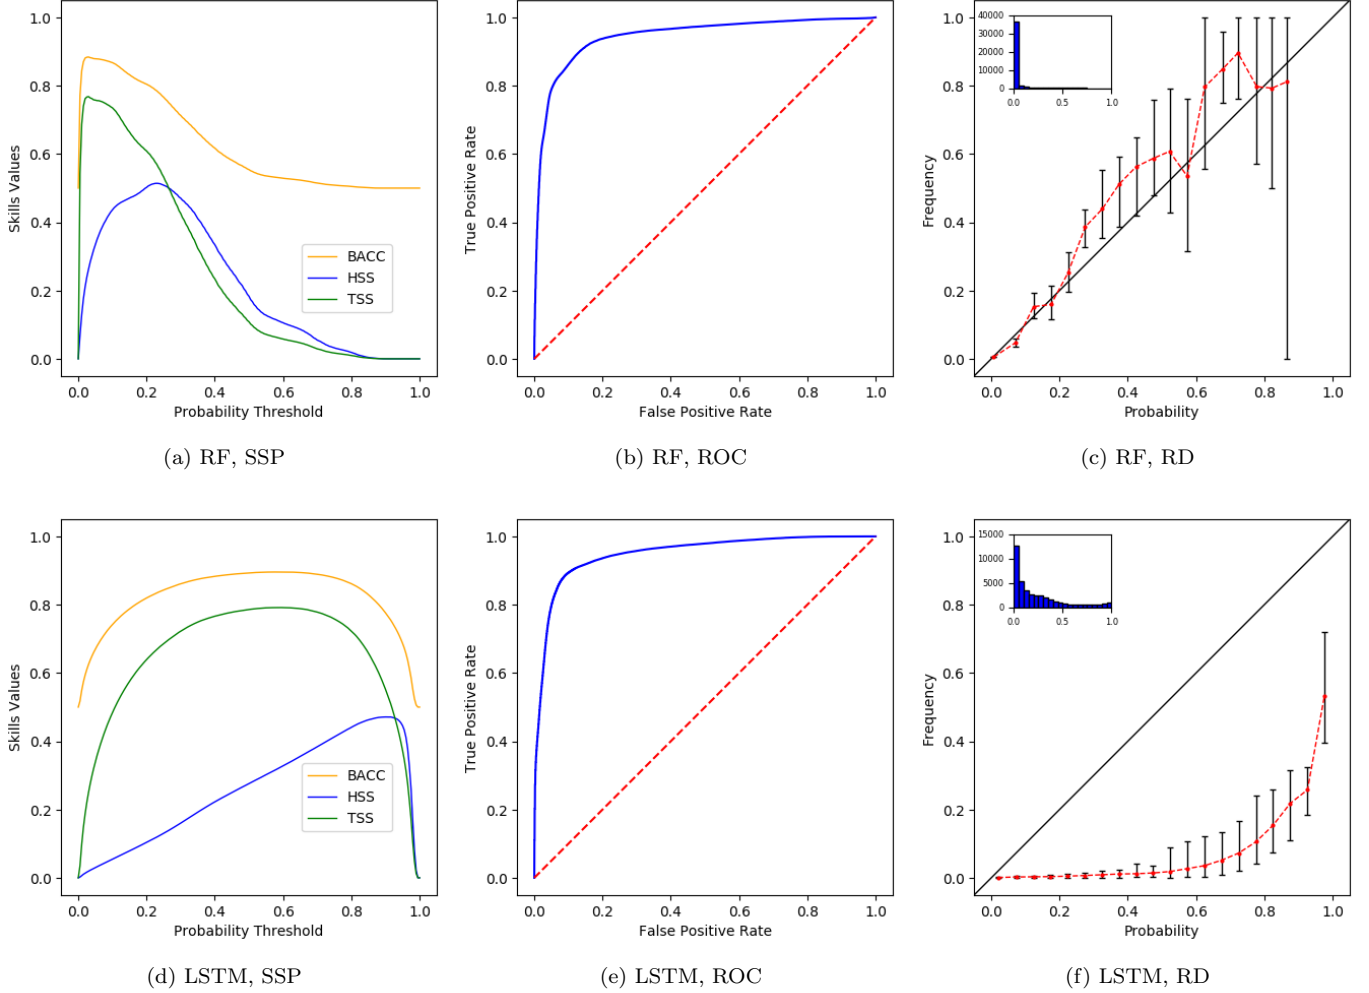 1.0
0.8
0.6
0.4
0.2
0.0
Skills Values
BACC
HSS
TSS
0.0 0.2 0.4 0.6 0.8 1.0
Probability Threshold
(a) RF, SSP
1.0
0.8
0.6
0.4
0.2
0.0
True Positive Rate
0.0 0.2 0.4 0.6 0.8 1.0
False Positive Rate
(b) RF, ROC
1.0
0.8
0.6
0.4
0.2
0.0
Frequency
40000
30000
20000
10000
0
0.0 0.5 1.0
0.0 0.2 0.4 0.6 0.8 1.0
Probability
(c) RF, RD
1.0
0.8
0.6
0.4
0.2
0.0
Skills Values
BACC
HSS
TSS
0.0 0.2 0.4 0.6 0.8 1.0
Probability Threshold
(d) LSTM, SSP
1.0
0.8
0.6
0.4
0.2
0.0
True Positive Rate
0.0 0.2 0.4 0.6 0.8 1.0
False Positive Rate
(e) LSTM, ROC
1.0
0.8
0.6
0.4
0.2
0.0
Frequency
15000
10000
5000
0
0.0 0.5 1.0
0.0 0.2 0.4 0.6 0.8 1.0
Probability
(f) LSTM, RD